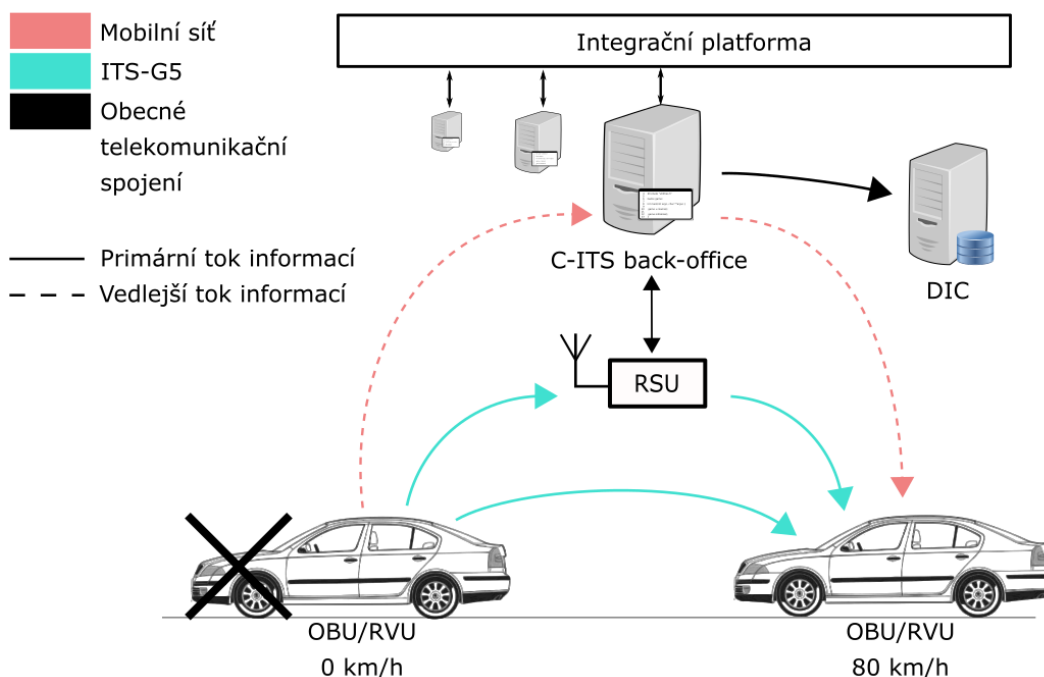 Mobilní síť
ITS-G5
Obecné
telekomunikační
spojení
Primární tok informací
Vedlejší tok informací
Integrační platforma
C-ITS back-office
DIC
RSU
OBU/RVU
0 km/h
OBU/RVU
80 km/h